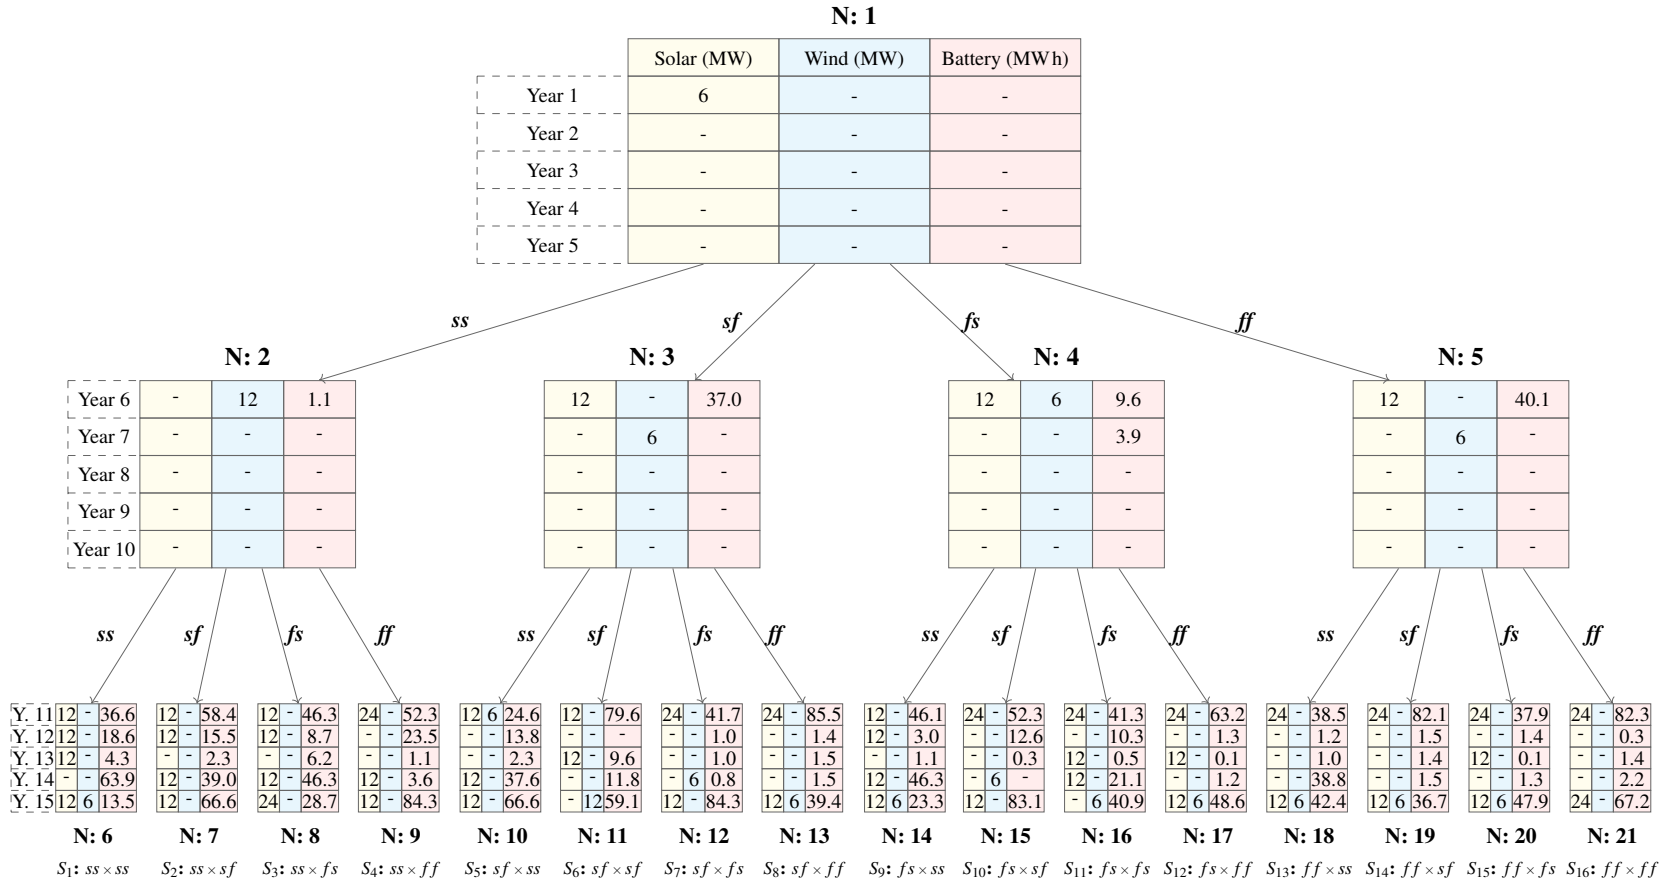 N: 1
Solar (MW) Wind (MW) Battery (MWh)
Year 1 6 - -
Year 2 - - -
Year 3 - - -
Year 4 - - -
Year 5 - - -
ss sf fs ff
N: 2 N: 3 N: 4 N: 5
Year 6 - 12 1.1 12 - 37.0 12 6 9.6 12 - 40.1
Year 7 - - - - 6 - - - 3.9 - 6 -
Year 8 - - - - - - - - - - - -
Year 9 - - - - - - - - - - - -
Year 10 - - - - - - - - - - - -
ss sf fs ff ss sf fs ff ss sf fs ff ss sf fs ff
Y. 11 12 - 36.6 12 - 58.4 12 - 46.3 24 - 52.3 12 6 24.6 12 - 79.6 24 - 41.7 24 - 85.5 12 - 46.1 24 - 52.3 24 - 41.3 24 - 63.2 24 - 38.5 24 - 82.1 24 - 37.9 24 - 82.3
Y. 12 12 - 18.6 12 - 15.5 12 - 8.7 - - 23.5 - - 13.8 - - - - - 1.0 - - 1.4 12 - 3.0 - - 12.6 - - 10.3 - - 1.3 - - 1.2 - - 1.5 - - 1.4 - - 0.3
Y. 13 12 - 4.3 - - 2.3 - - 6.2 - - 1.1 - - 2.3 12 - 9.6 - - 1.0 - - 1.5 - - 1.1 - - 0.3 12 - 0.5 12 - 0.1 - - 1.0 - - 1.4 12 - 0.1 - - 1.4
Y. 14 - - 63.9 12 - 39.0 12 - 46.3 12 - 3.6 12 - 37.6 - - 11.8 - 6 0.8 - - 1.5 12 - 46.3 - 6 - 12 - 21.1 - - 1.2 - - 38.8 - - 1.5 - - 1.3 - - 2.2
Y. 15 12 6 13.5 12 - 66.6 24 - 28.7 12 - 84.3 12 - 66.6 - 12 59.1 12 - 84.3 12 6 39.4 12 6 23.3 12 - 83.1 - 6 40.9 12 6 48.6 12 6 42.4 12 6 36.7 12 6 47.9 24 - 67.2
N: 6 N: 7 N: 8 N: 9 N: 10 N: 11 N: 12 N: 13 N: 14 N: 15 N: 16 N: 17 N: 18 N: 19 N: 20 N: 21
S1: ss × ss S2: ss × sf S3: ss × fs S4: ss × ff S5: sf × ss S6: sf × sf S7: sf × fs S8: sf × ff S9: fs × ss S10: fs × sf S11: fs × fs S12: fs × ff S13: ff × ss S14: ff × sf S15: ff × fs S16: ff × ff